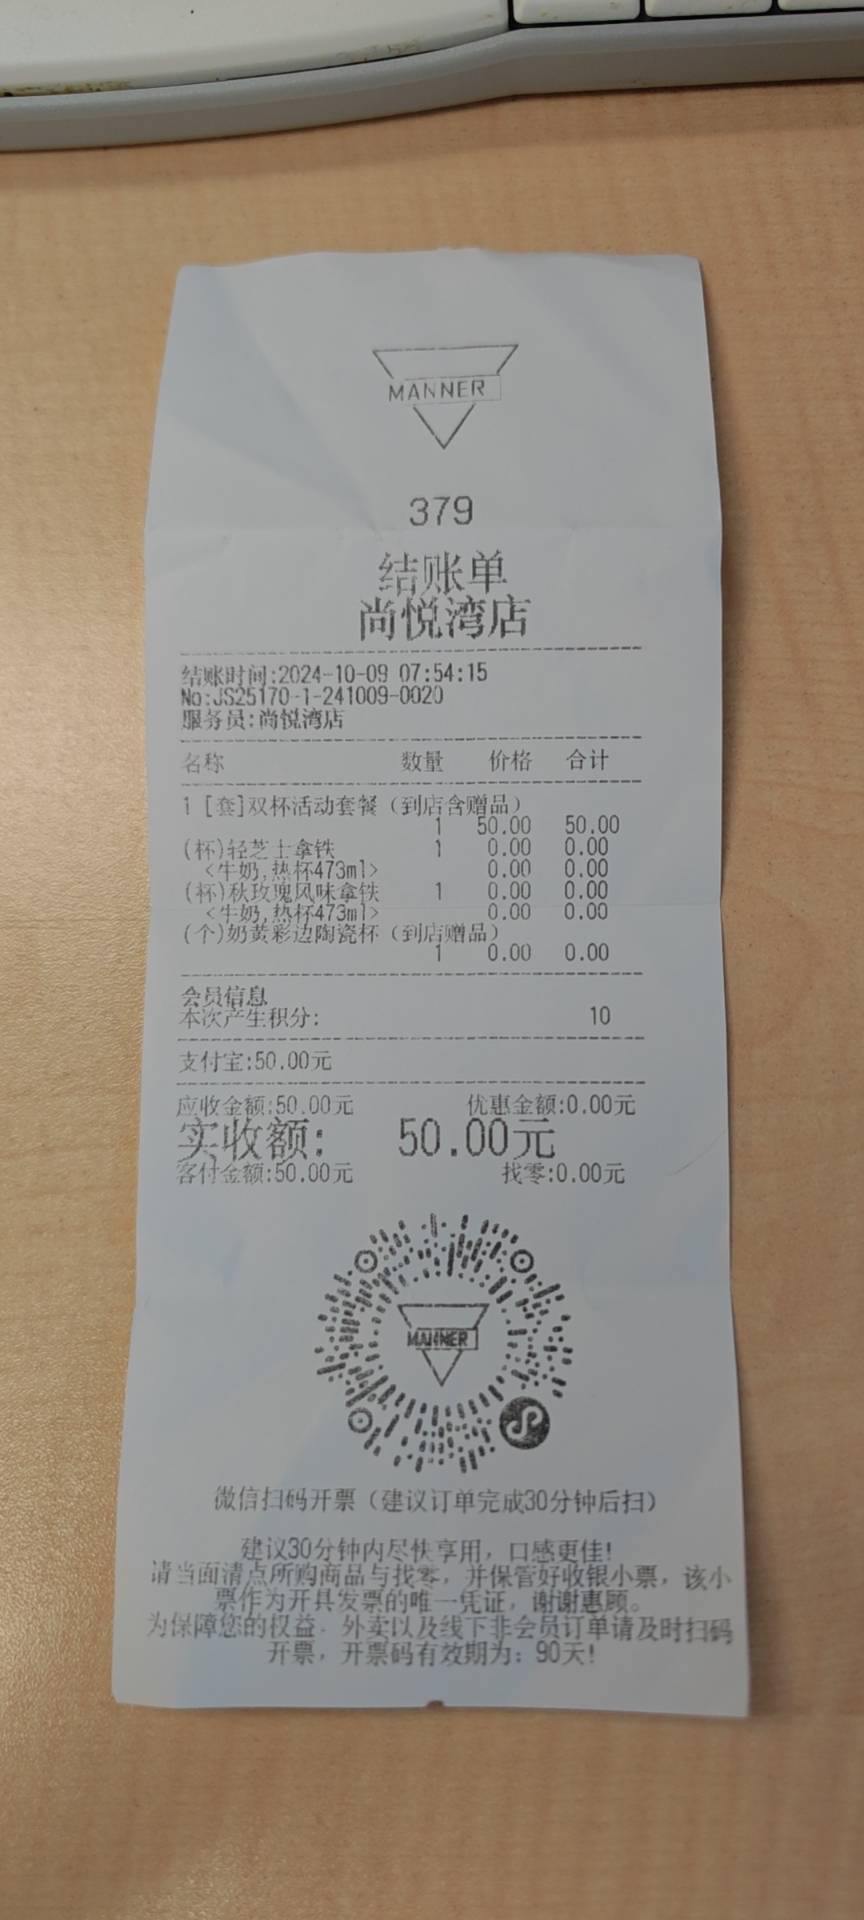 MANNER
379
结账单
尚悦湾店
结账时间:2024-10-09 07:54:15
No:JS25170-1-241009-0020
服务员:尚悦湾店
名称 数量 价格 合计
1 [套]双杯活动套餐（到店含赠品）
1 50.00 50.00
(杯)轻芝士拿铁 1 0.00 0.00
<牛奶,热杯473ml> 0.00 0.00
(杯)秋玫瑰风味拿铁 1 0.00 0.00
<牛奶,热杯473ml> 0.00 0.00
(个)奶黄彩边陶瓷杯（到店赠品）
1 0.00 0.00
会员信息
本次产生积分: 10
支付宝:50.00元
应收金额:50.00元 优惠金额:0.00元
实收额: 50.00元
客付金额:50.00元 找零:0.00元
MANNER
微信扫码开票（建议订单完成30分钟后扫）
建议30分钟内尽快享用，口感更佳!
请当面清点所购商品与找零，并保管好收银小票，该小
票作为开具发票的唯一凭证，谢谢惠顾。
为保障您的权益，外卖以及线下非会员订单请及时扫码
开票，开票码有效期为：90天!